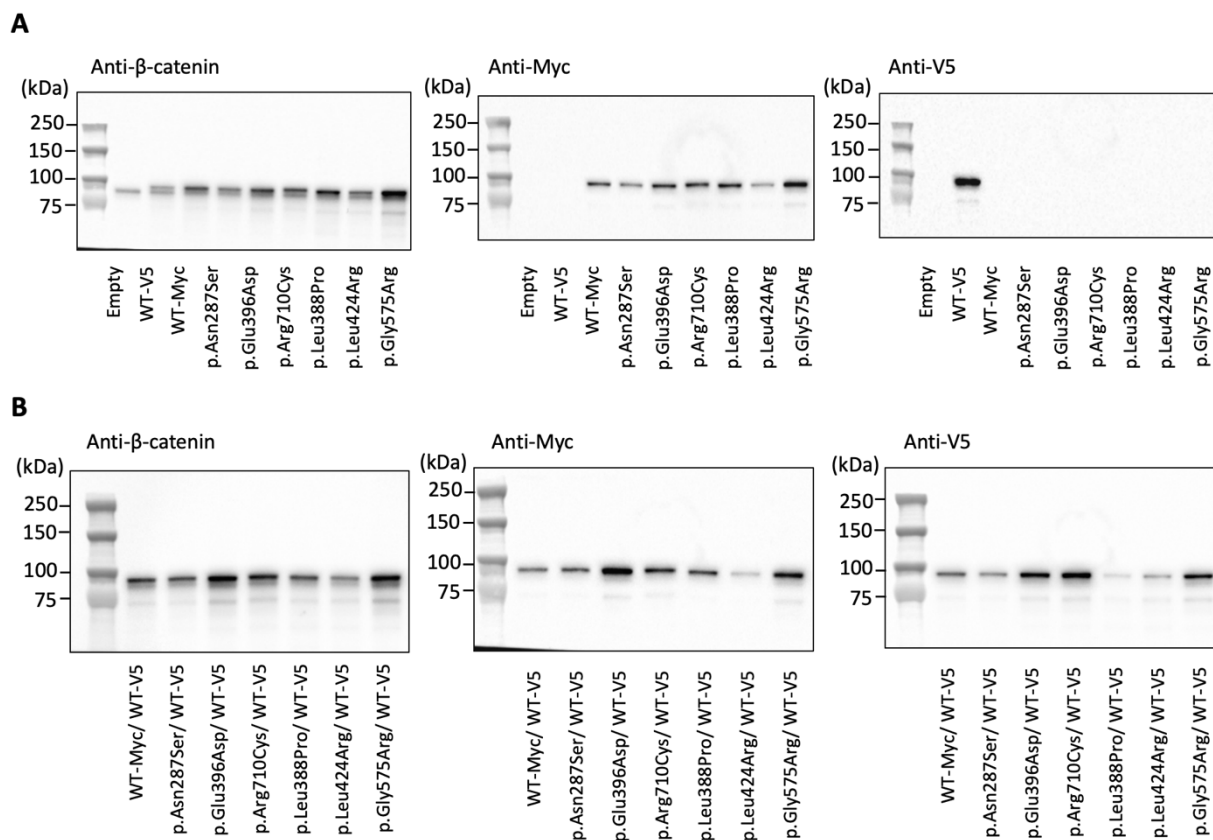 A
Anti-β-catenin
(kDa)
250
150
100
75
Empty
WT-V5
WT-Myc
p.Asn287Ser
p.Glu396Asp
p.Arg710Cys
p.Leu388Pro
p.Leu424Arg
p.Gly575Arg
Anti-Myc
(kDa)
250
150
100
75
Empty
WT-V5
WT-Myc
p.Asn287Ser
p.Glu396Asp
p.Arg710Cys
p.Leu388Pro
p.Leu424Arg
p.Gly575Arg
Anti-V5
(kDa)
250
150
100
75
Empty
WT-V5
WT-Myc
p.Asn287Ser
p.Glu396Asp
p.Arg710Cys
p.Leu388Pro
p.Leu424Arg
p.Gly575Arg
B
Anti-β-catenin
(kDa)
250
150
100
75
WT-Myc/ WT-V5
p.Asn287Ser/ WT-V5
p.Glu396Asp/ WT-V5
p.Arg710Cys/ WT-V5
p.Leu388Pro/ WT-V5
p.Leu424Arg/ WT-V5
p.Gly575Arg/ WT-V5
Anti-Myc
(kDa)
250
150
100
75
WT-Myc/ WT-V5
p.Asn287Ser/ WT-V5
p.Glu396Asp/ WT-V5
p.Arg710Cys/ WT-V5
p.Leu388Pro/ WT-V5
p.Leu424Arg/ WT-V5
p.Gly575Arg/ WT-V5
Anti-V5
(kDa)
250
150
100
75
WT-Myc/ WT-V5
p.Asn287Ser/ WT-V5
p.Glu396Asp/ WT-V5
p.Arg710Cys/ WT-V5
p.Leu388Pro/ WT-V5
p.Leu424Arg/ WT-V5
p.Gly575Arg/ WT-V5